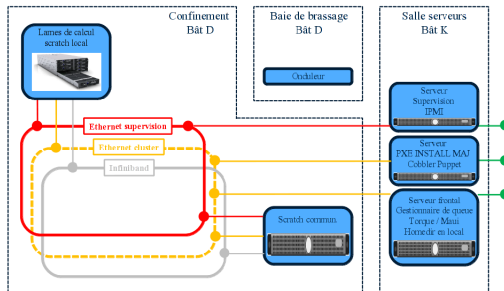 Confinement
Bât D
Baie de brassage
Bât D
Salle serveurs
Bât K
Lames de calcul
scratch local
Onduleur
Serveur
Supervision
IPMI
Ethernet supervision
Ethernet cluster
Infiniband
Serveur
PXE INSTALL MAJ
Cobbler Puppet
Scratch commun
Serveur frontal
Gestionnaire de queue
Torque / Maui
Homedir en local